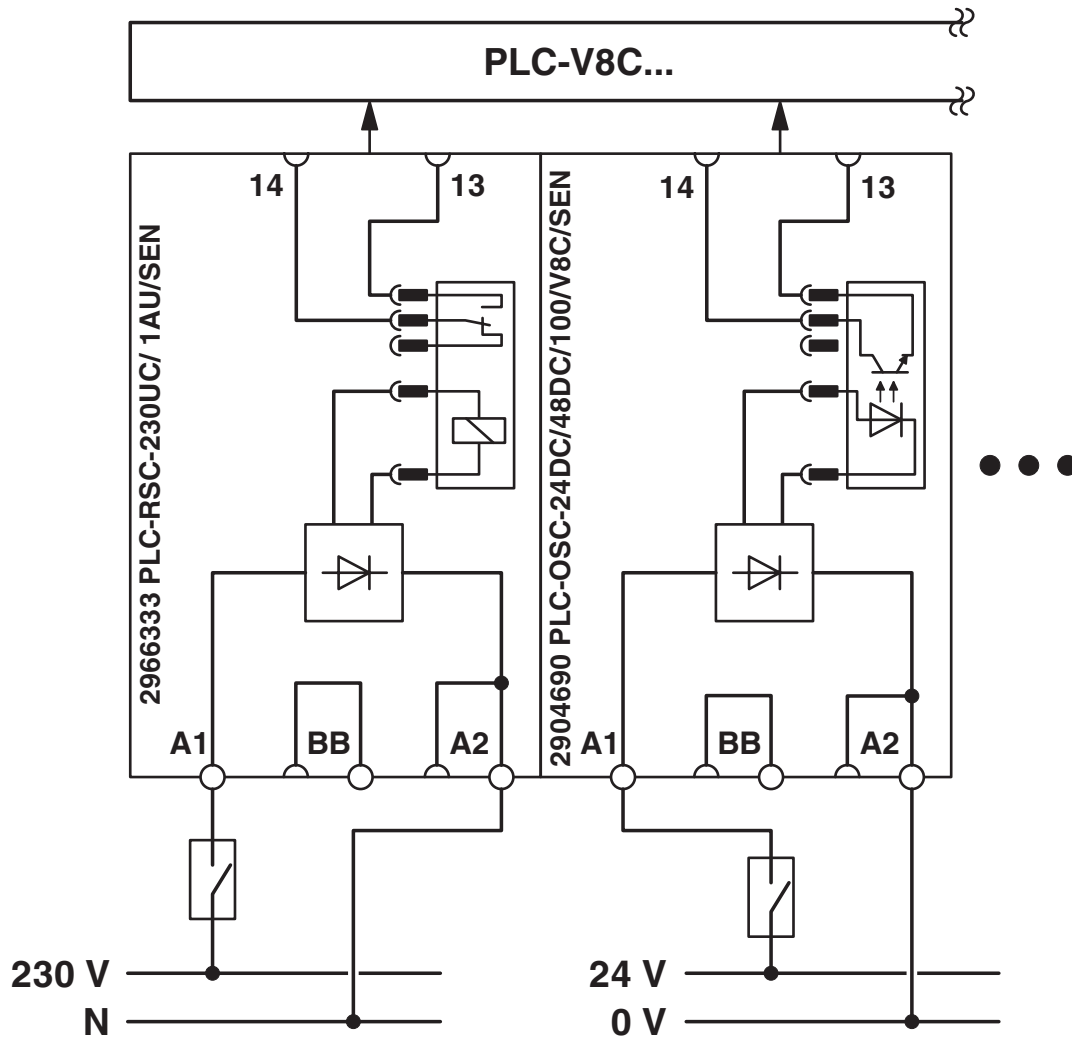 PLC-V8C...
14
13
2966333 PLC-RSC-230UC/ 1AU/SEN
A1
BB
A2
14
13
2904690 PLC-OSC-24DC/48DC/100/V8C/SEN
A1
BB
A2
230 V
N
24 V
0 V